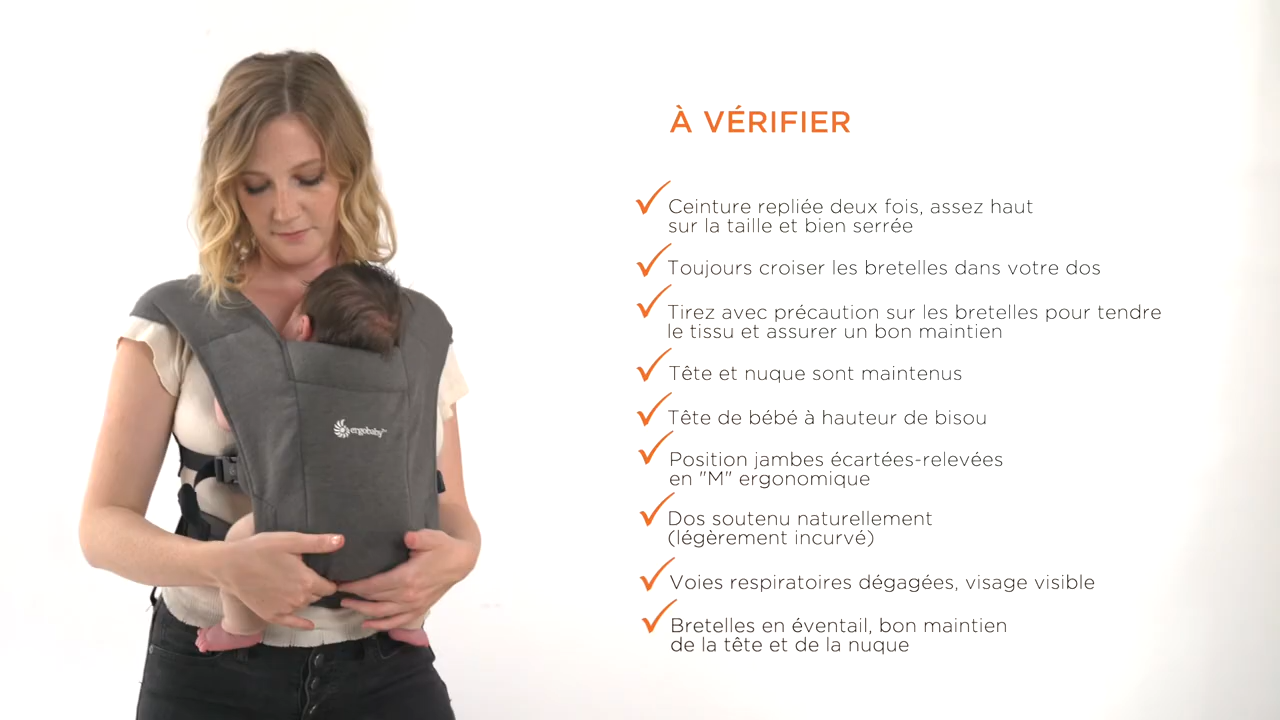 À VÉRIFIER
Ceinture repliée deux fois, assez haut
sur la taille et bien serrée
Toujours croiser les bretelles dans votre dos
Tirez avec précaution sur les bretelles pour tendre
le tissu et assurer un bon maintien
Tête et nuque sont maintenus
Tête de bébé à hauteur de bisou
Position jambes écartées-relevées
en "M" ergonomique
Dos soutenu naturellement
(légèrement incurvé)
Voies respiratoires dégagées, visage visible
Bretelles en éventail, bon maintien
de la tête et de la nuque
ergobaby